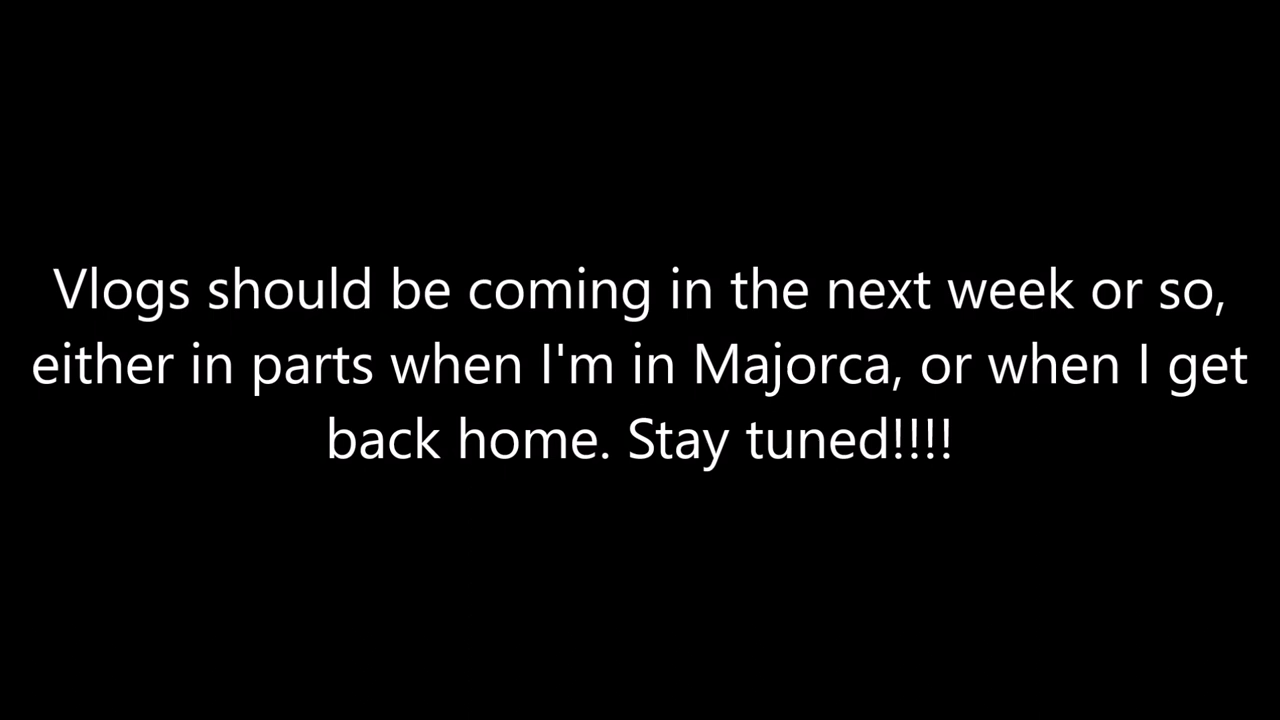 Vlogs should be coming in the next week or so,
either in parts when I'm in Majorca, or when I get
back home. Stay tuned!!!!